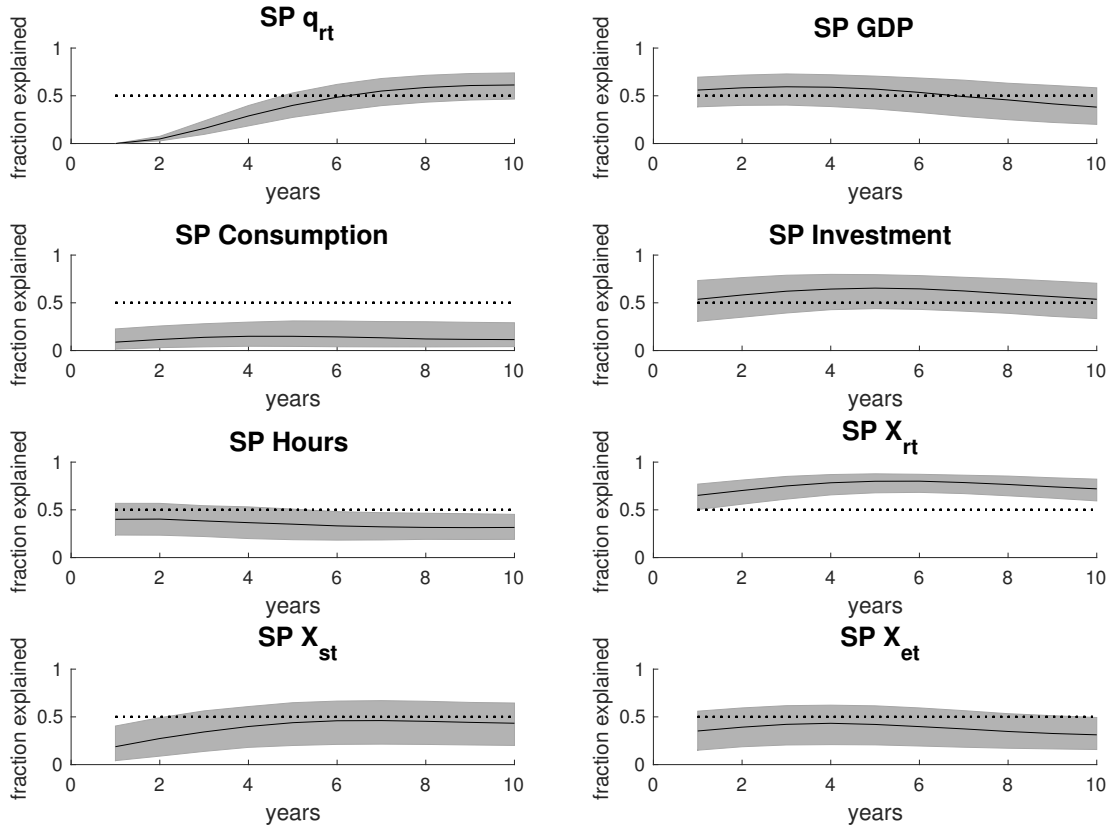 SP q_rt
fraction explained
1
0.5
0
0 2 4 6 8 10
years
SP GDP
fraction explained
1
0.5
0
0 2 4 6 8 10
years
SP Consumption
fraction explained
1
0.5
0
0 2 4 6 8 10
years
SP Investment
fraction explained
1
0.5
0
0 2 4 6 8 10
years
SP Hours
fraction explained
1
0.5
0
0 2 4 6 8 10
years
SP X_rt
fraction explained
1
0.5
0
0 2 4 6 8 10
years
SP X_st
fraction explained
1
0.5
0
0 2 4 6 8 10
years
SP X_et
fraction explained
1
0.5
0
0 2 4 6 8 10
years